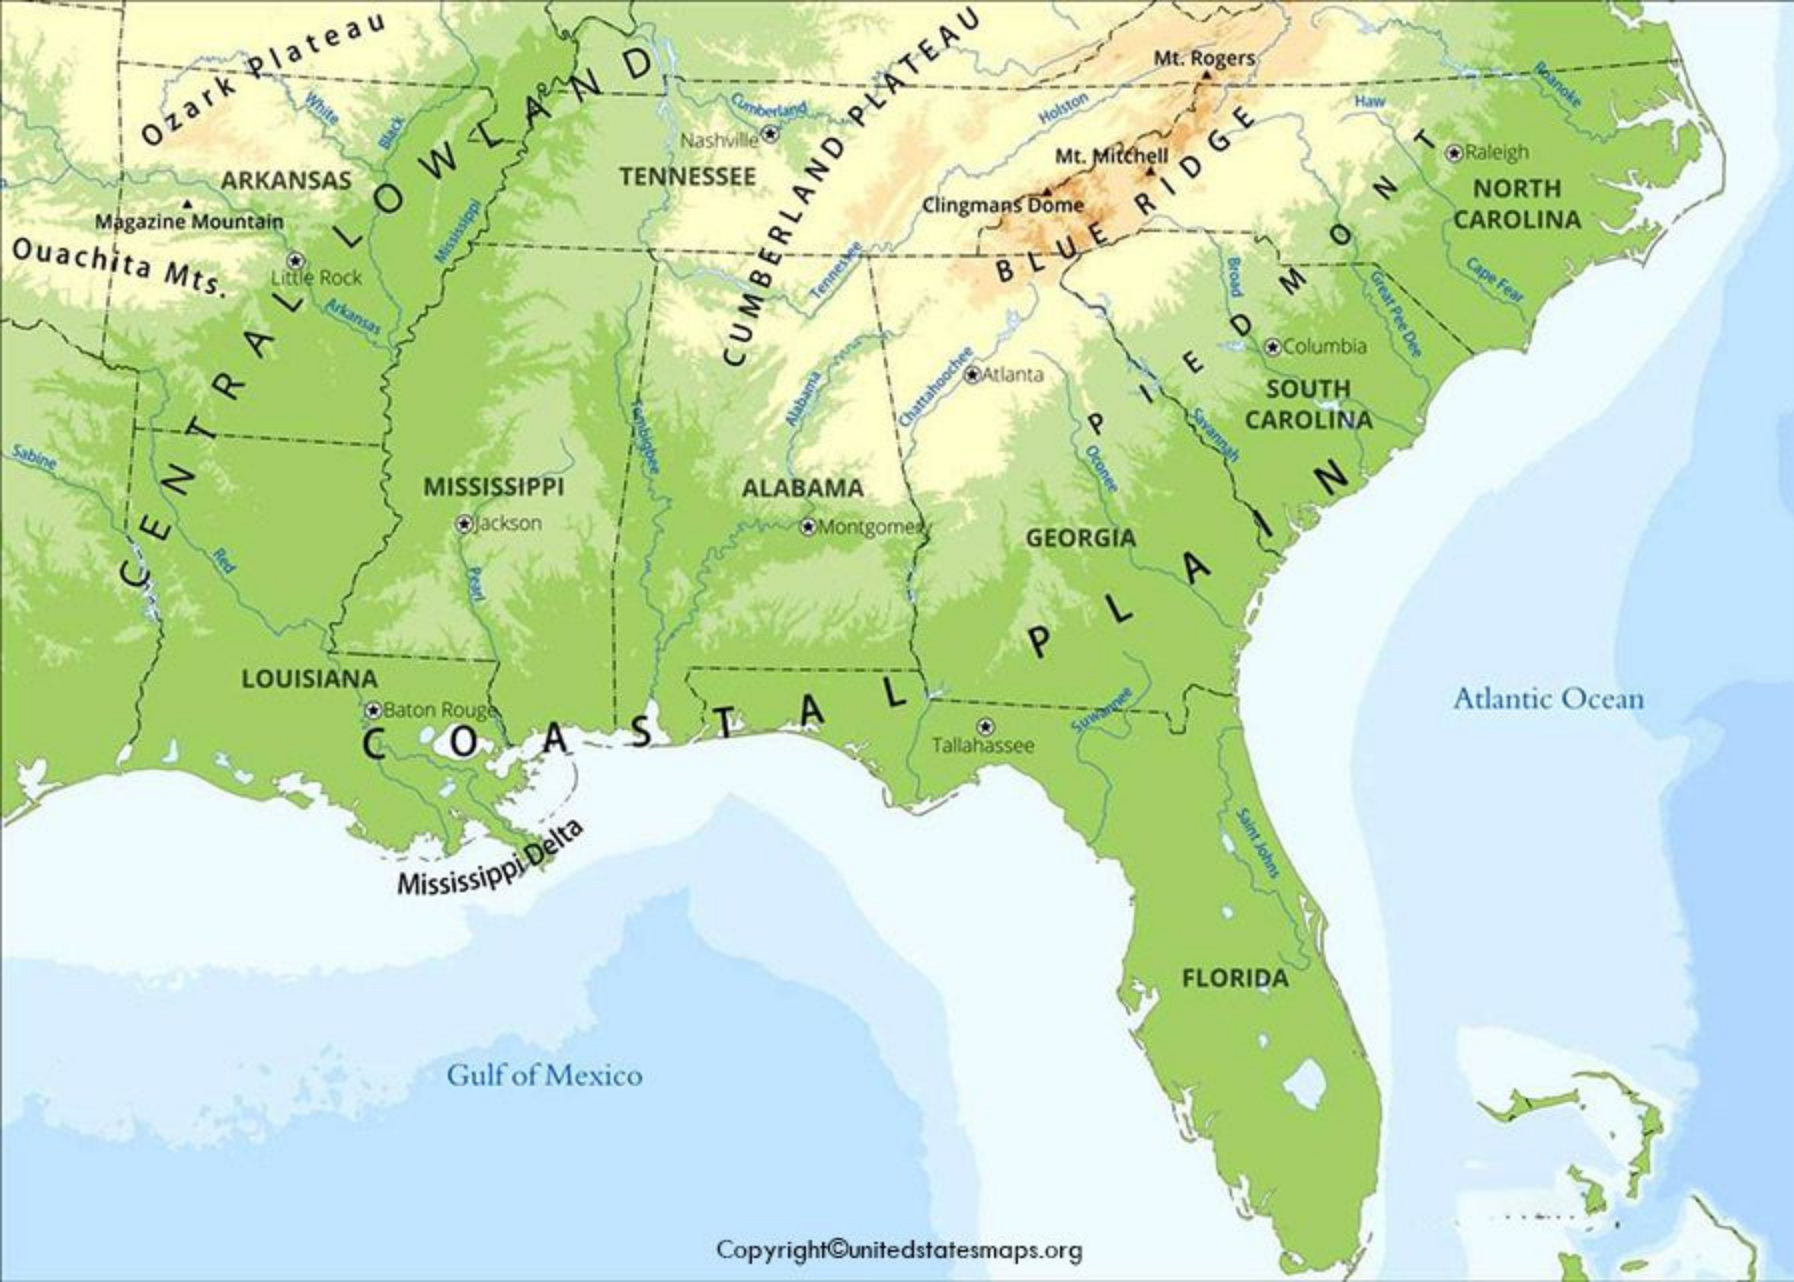 Ozark Plateau
CUMBERLAND PLATEAU
Mt. Rogers
White
Black
Cumberland
Holston
Haw
Roanoke
Nashville
Raleigh
ARKANSAS
TENNESSEE
Mt. Mitchell
BLUE RIDGE
NORTH
CAROLINA
Magazine Mountain
Clingmans Dome
Mississippi
Ouachita Mts.
Little Rock
Tennessee
Broad
Great Pee Dee
Cape Fear
Arkansas
CENTRAL LOWLAND
PIEDMONT
Columbia
Chattahoochee
Atlanta
Alabama
SOUTH
CAROLINA
Savannah
Tombigbee
Oconee
Sabine
MISSISSIPPI
ALABAMA
Jackson
Montgomery
GEORGIA
Red
Pearl
LOUISIANA
Baton Rouge
COASTAL PLAIN
Suwannee
Tallahassee
Atlantic Ocean
Mississippi Delta
Saint Johns
FLORIDA
Gulf of Mexico
Copyright©unitedstatesmaps.org